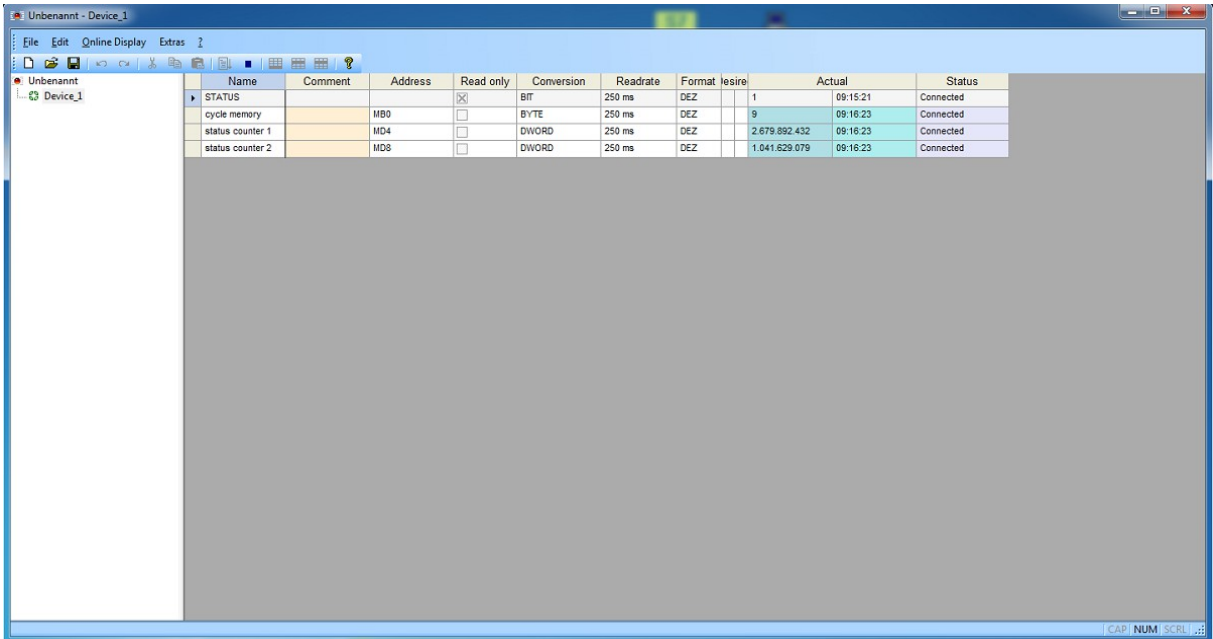 Unbenannt - Device_1
File Edit Online Display Extras ?
Unbenannt
Device_1
Name Comment Address Read only Conversion Readrate Format Desire Actual Status
STATUS BIT 250 ms DEZ 1 09:15:21 Connected
cycle memory MB0 BYTE 250 ms DEZ 9 09:16:23 Connected
status counter 1 MD4 DWORD 250 ms DEZ 2.679.892.432 09:16:23 Connected
status counter 2 MD8 DWORD 250 ms DEZ 1.041.629.079 09:16:23 Connected
CAP NUM SCRL